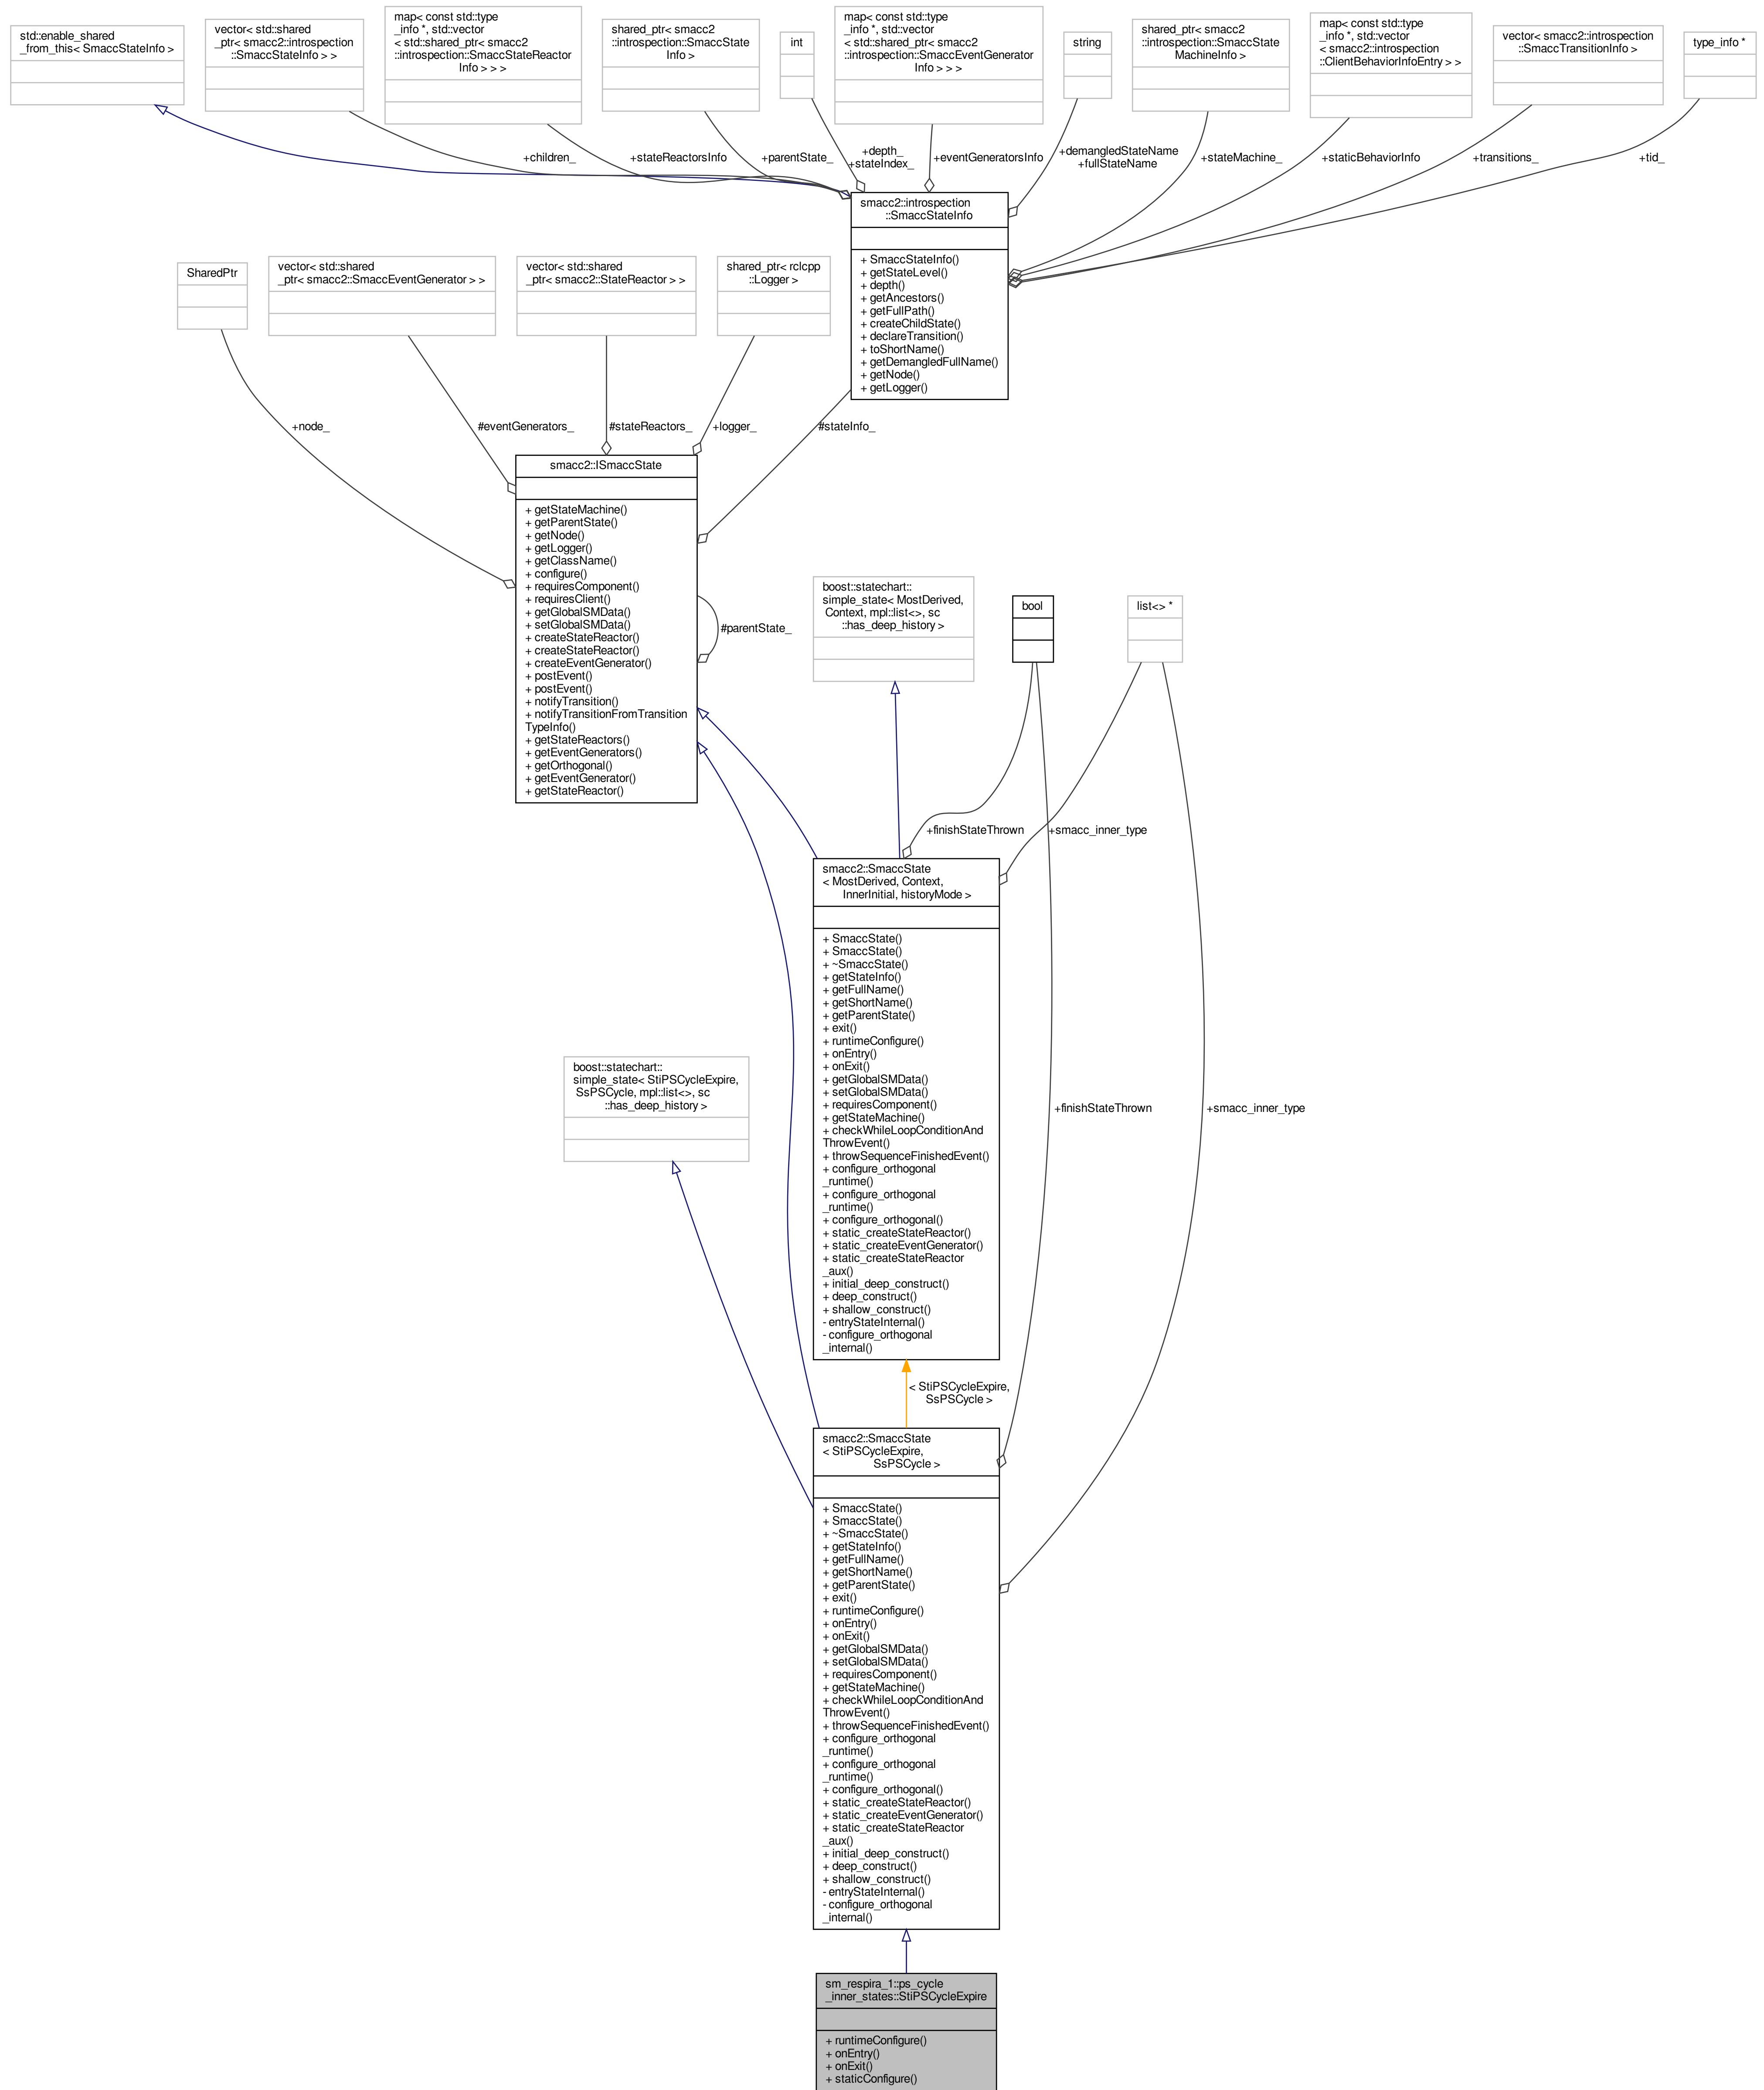 std::enable_shared
_from_this< SmaccStateInfo >
vector< std::shared
_ptr< smacc2::introspection
::SmaccStateInfo > >
map< const std::type
_info *, std::vector
< std::shared_ptr< smacc2
::introspection::SmaccStateReactor
Info > > >
shared_ptr< smacc2
::introspection::SmaccState
Info >
int
map< const std::type
_info *, std::vector
< std::shared_ptr< smacc2
::introspection::SmaccEventGenerator
Info > > >
string
shared_ptr< smacc2
::introspection::SmaccState
MachineInfo >
map< const std::type
_info *, std::vector
< smacc2::introspection
::ClientBehaviorInfoEntry > >
vector< smacc2::introspection
::SmaccTransitionInfo >
type_info *
+children_
+stateReactorsInfo
+parentState_
+depth_
+stateIndex_
+eventGeneratorsInfo
+demangledStateName
+fullStateName
+stateMachine_
+staticBehaviorInfo
+transitions_
+tid_
smacc2::introspection
::SmaccStateInfo
+ SmaccStateInfo()
+ getStateLevel()
+ depth()
+ getAncestors()
+ getFullPath()
+ createChildState()
+ declareTransition()
+ toShortName()
+ getDemangledFullName()
+ getNode()
+ getLogger()
SharedPtr
vector< std::shared
_ptr< smacc2::SmaccEventGenerator > >
vector< std::shared
_ptr< smacc2::StateReactor > >
shared_ptr< rclcpp
::Logger >
+node_
#eventGenerators_
#stateReactors_
+logger_
#stateInfo_
smacc2::ISmaccState
+ getStateMachine()
+ getParentState()
+ getNode()
+ getLogger()
+ getClassName()
+ configure()
+ requiresComponent()
+ requiresClient()
+ getGlobalSMData()
+ setGlobalSMData()
+ createStateReactor()
+ createStateReactor()
+ createEventGenerator()
+ postEvent()
+ postEvent()
+ notifyTransition()
+ notifyTransitionFromTransition
TypeInfo()
+ getStateReactors()
+ getEventGenerators()
+ getOrthogonal()
+ getEventGenerator()
+ getStateReactor()
#parentState_
boost::statechart::
simple_state< MostDerived,
Context, mpl::list<>, sc
::has_deep_history >
bool
list<> *
+finishStateThrown
+smacc_inner_type
smacc2::SmaccState
< MostDerived, Context,
InnerInitial, historyMode >
+ SmaccState()
+ SmaccState()
+ ~SmaccState()
+ getStateInfo()
+ getFullName()
+ getShortName()
+ getParentState()
+ exit()
+ runtimeConfigure()
+ onEntry()
+ onExit()
+ getGlobalSMData()
+ setGlobalSMData()
+ requiresComponent()
+ getStateMachine()
+ checkWhileLoopConditionAnd
ThrowEvent()
+ throwSequenceFinishedEvent()
+ configure_orthogonal
_runtime()
+ configure_orthogonal
_runtime()
+ configure_orthogonal()
+ static_createStateReactor()
+ static_createEventGenerator()
+ static_createStateReactor
_aux()
+ initial_deep_construct()
+ deep_construct()
+ shallow_construct()
- entryStateInternal()
- configure_orthogonal
_internal()
boost::statechart::
simple_state< StiPSCycleExpire,
SsPSCycle, mpl::list<>, sc
::has_deep_history >
+finishStateThrown
+smacc_inner_type
< StiPSCycleExpire,
SsPSCycle >
smacc2::SmaccState
< StiPSCycleExpire,
SsPSCycle >
+ SmaccState()
+ SmaccState()
+ ~SmaccState()
+ getStateInfo()
+ getFullName()
+ getShortName()
+ getParentState()
+ exit()
+ runtimeConfigure()
+ onEntry()
+ onExit()
+ getGlobalSMData()
+ setGlobalSMData()
+ requiresComponent()
+ getStateMachine()
+ checkWhileLoopConditionAnd
ThrowEvent()
+ throwSequenceFinishedEvent()
+ configure_orthogonal
_runtime()
+ configure_orthogonal
_runtime()
+ configure_orthogonal()
+ static_createStateReactor()
+ static_createEventGenerator()
+ static_createStateReactor
_aux()
+ initial_deep_construct()
+ deep_construct()
+ shallow_construct()
- entryStateInternal()
- configure_orthogonal
_internal()
sm_respira_1::ps_cycle
_inner_states::StiPSCycleExpire
+ runtimeConfigure()
+ onEntry()
+ onExit()
+ staticConfigure()